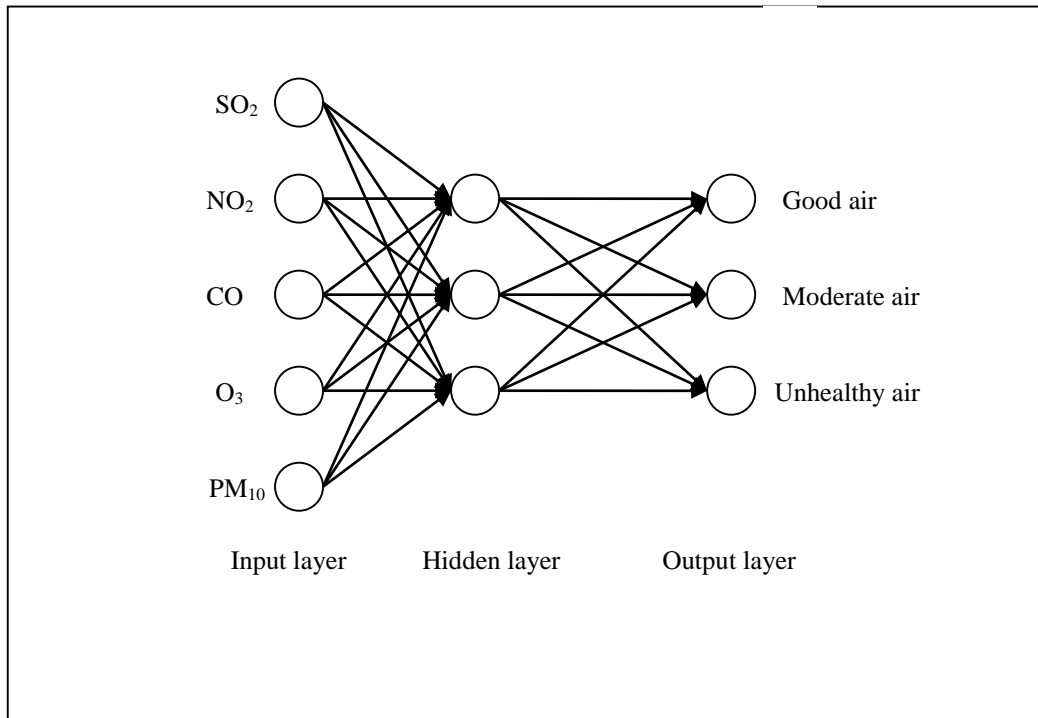 SO₂
NO₂ Good air
CO Moderate air
O₃ Unhealthy air
PM₁₀
Input layer Hidden layer Output layer